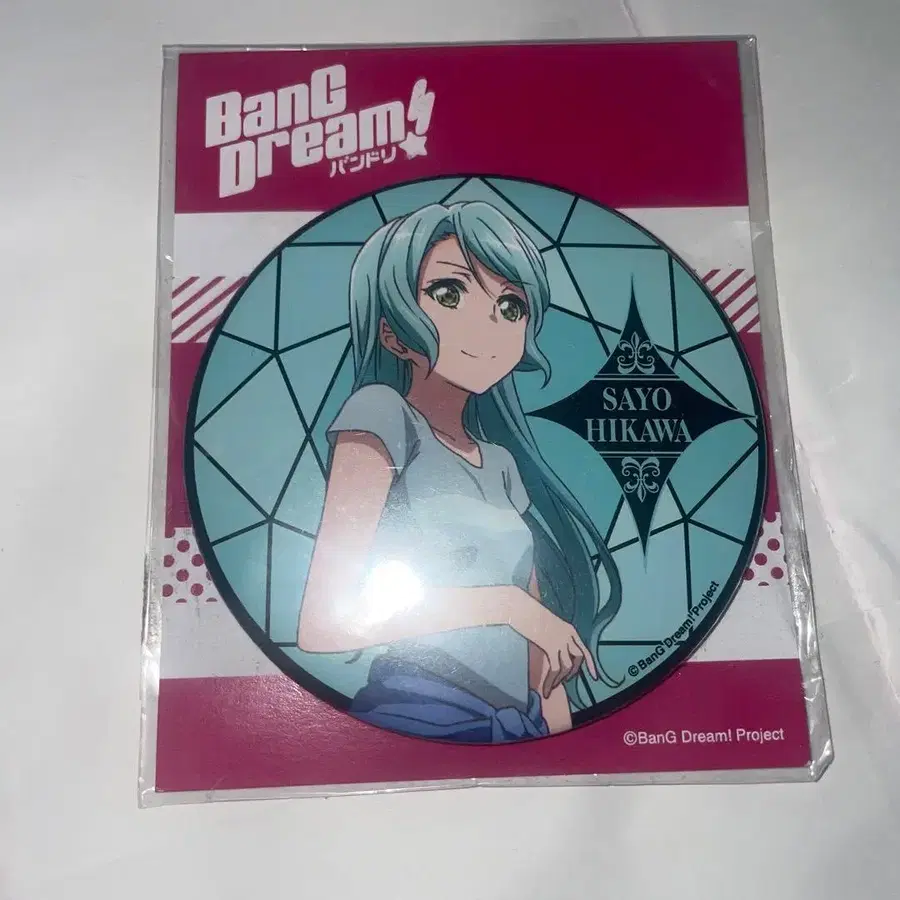 BanG
Dream!
バンドリ
SAYO
HIKAWA
©BanG Dream! Project
©BanG Dream! Project